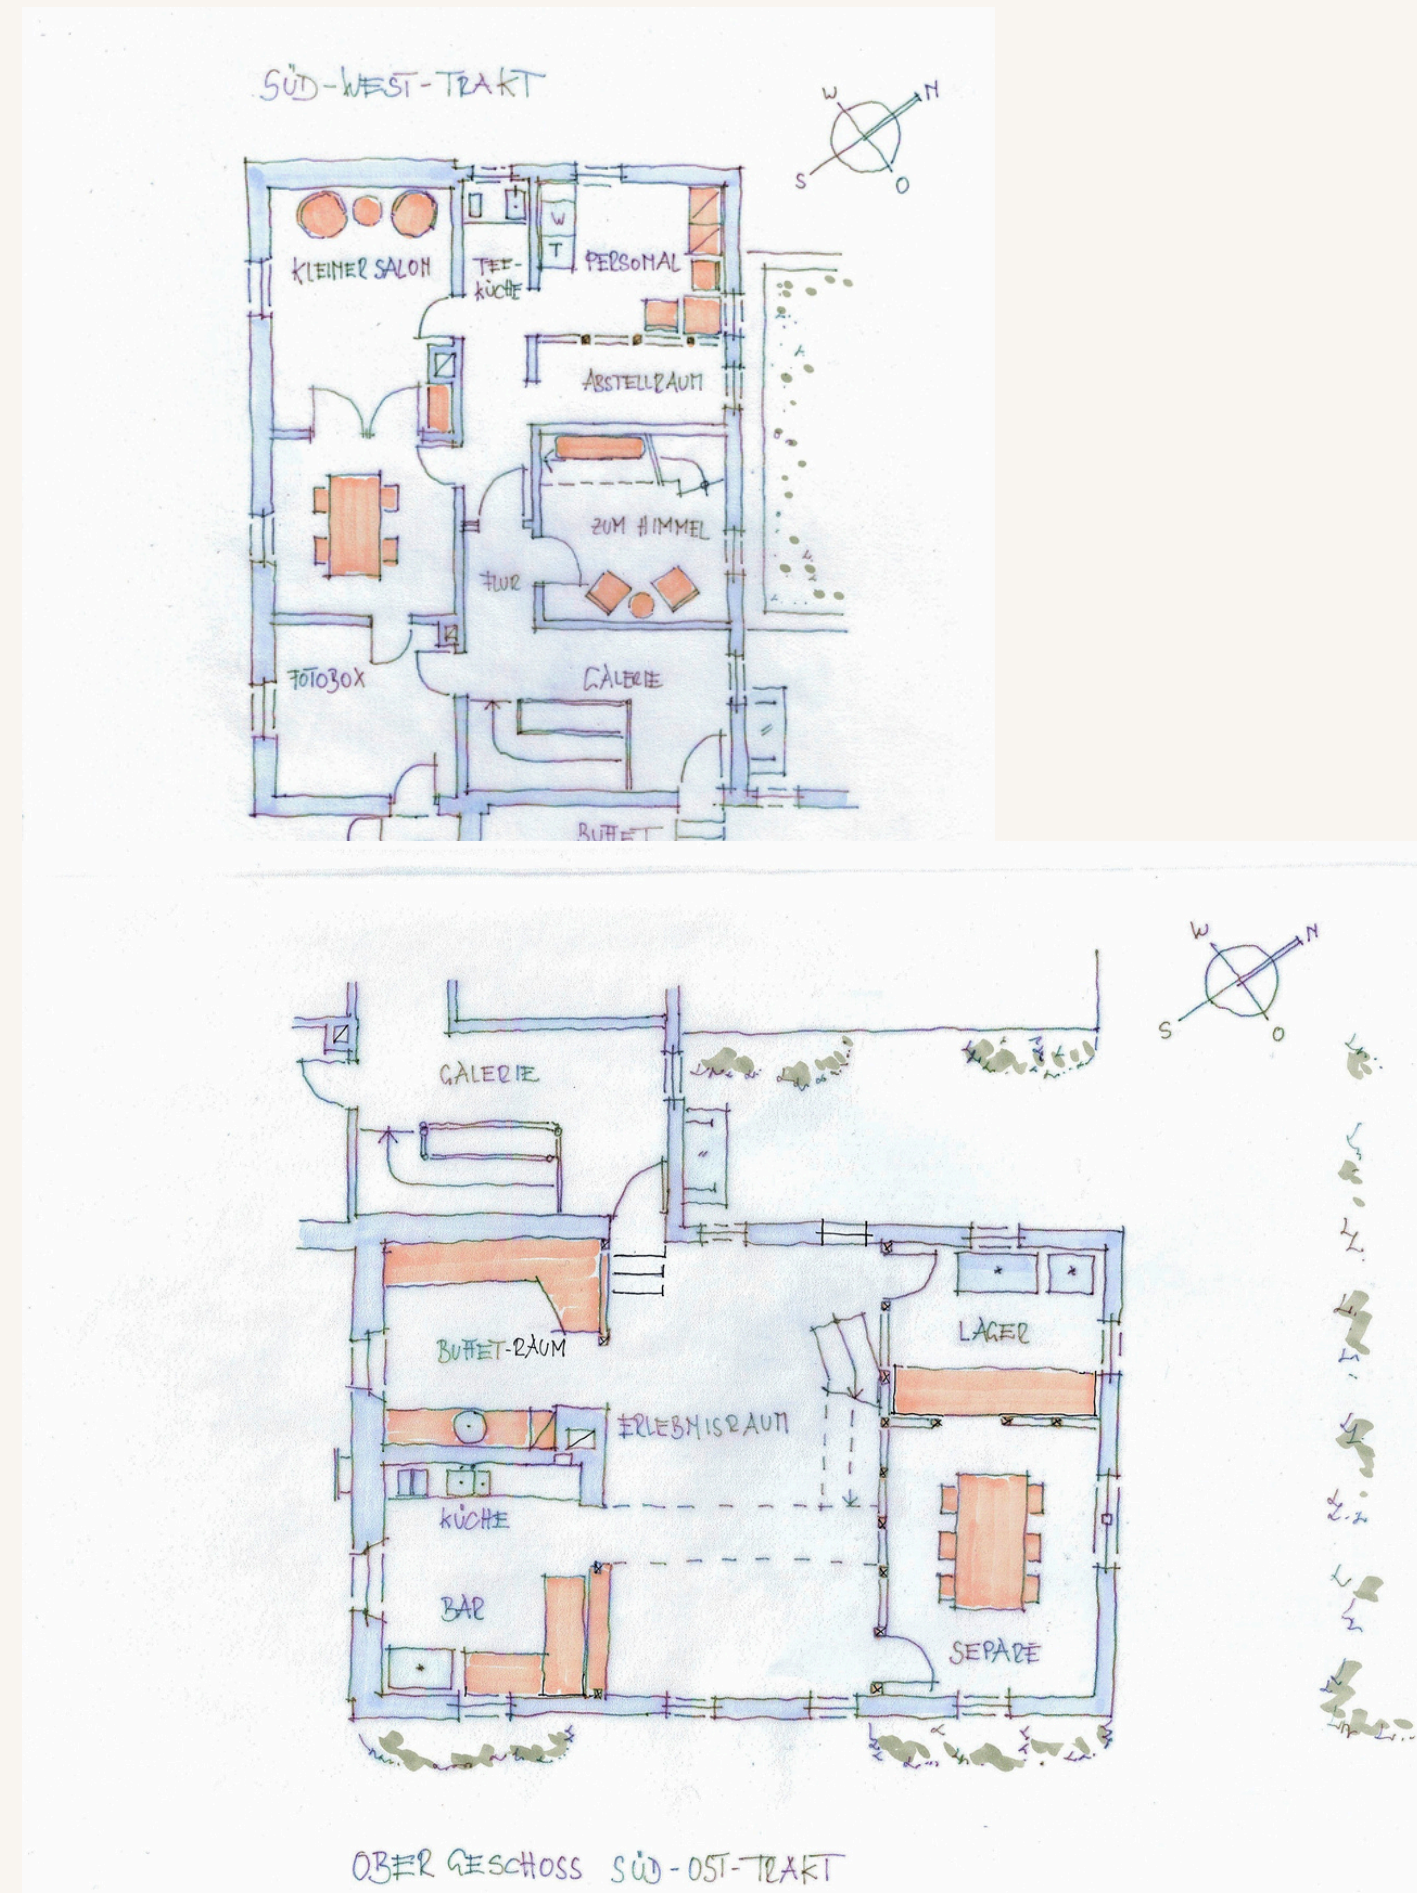 SÜD-WEST-TRAKT
W N
S O
KLEINER SALON
TEE-
KÜCHE
W
T
PERSONAL
ABSTELLRAUM
ZUM HIMMEL
FLUR
FOTOBOX
GALERIE
BUFFET
W N
S O
GALERIE
BUFFET-RAUM
LAGER
ERLEBNISRAUM
KÜCHE
BAR
SEPARE
OBERGESCHOSS SÜD-OST-TRAKT